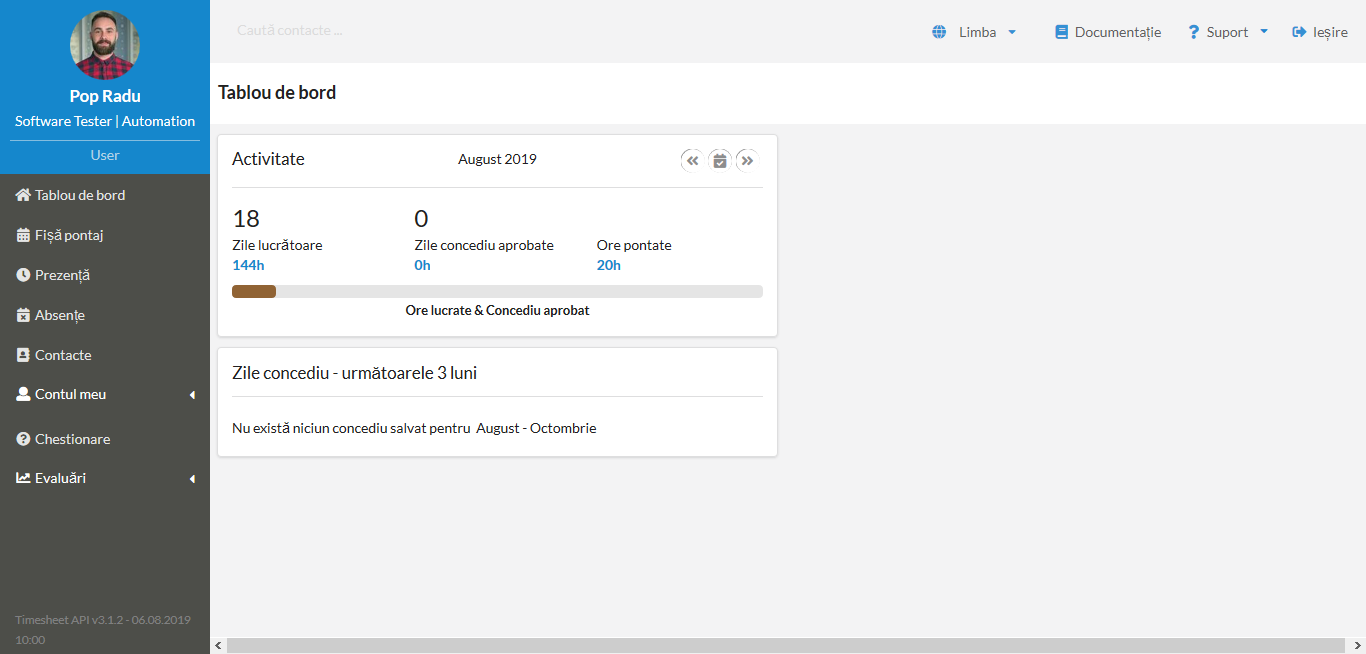 Pop Radu
Software Tester | Automation
User
Tablou de bord
Fișă pontaj
Prezență
Absențe
Contacte
Contul meu
Chestionare
Evaluări
Timesheet API v3.1.2 - 06.08.2019
10:00
Caută contacte ...
Limba
Documentație
Suport
Ieșire
Tablou de bord
Activitate
August 2019
18
Zile lucrătoare
144h
0
Zile concediu aprobate
0h
Ore pontate
20h
Ore lucrate & Concediu aprobat
Zile concediu - următoarele 3 luni
Nu există niciun concediu salvat pentru August - Octombrie